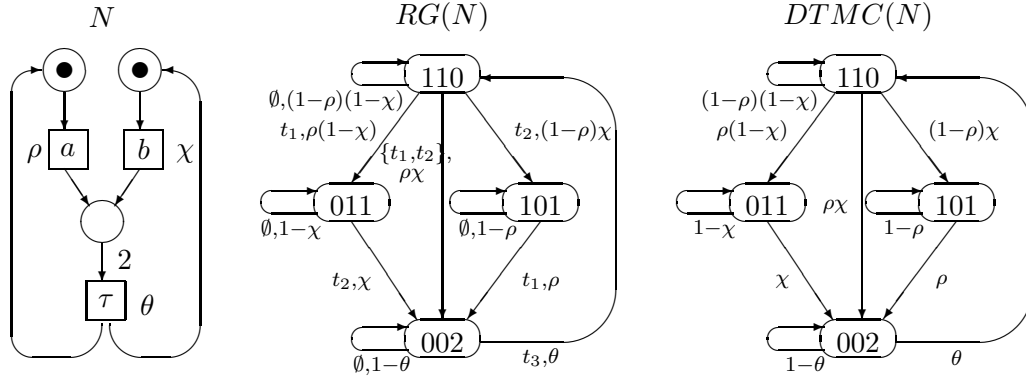 N
RG(N)
DTMC(N)
ρ
a
b
χ
2
τ
θ
110
∅,(1−ρ)(1−χ)
t₁,ρ(1−χ)
t₂,(1−ρ)χ
{t₁,t₂},
ρχ
011
101
∅,1−χ
∅,1−ρ
t₂,χ
t₁,ρ
002
∅,1−θ
t₃,θ
110
(1−ρ)(1−χ)
ρ(1−χ)
(1−ρ)χ
011
ρχ
101
1−χ
1−ρ
χ
ρ
002
1−θ
θ